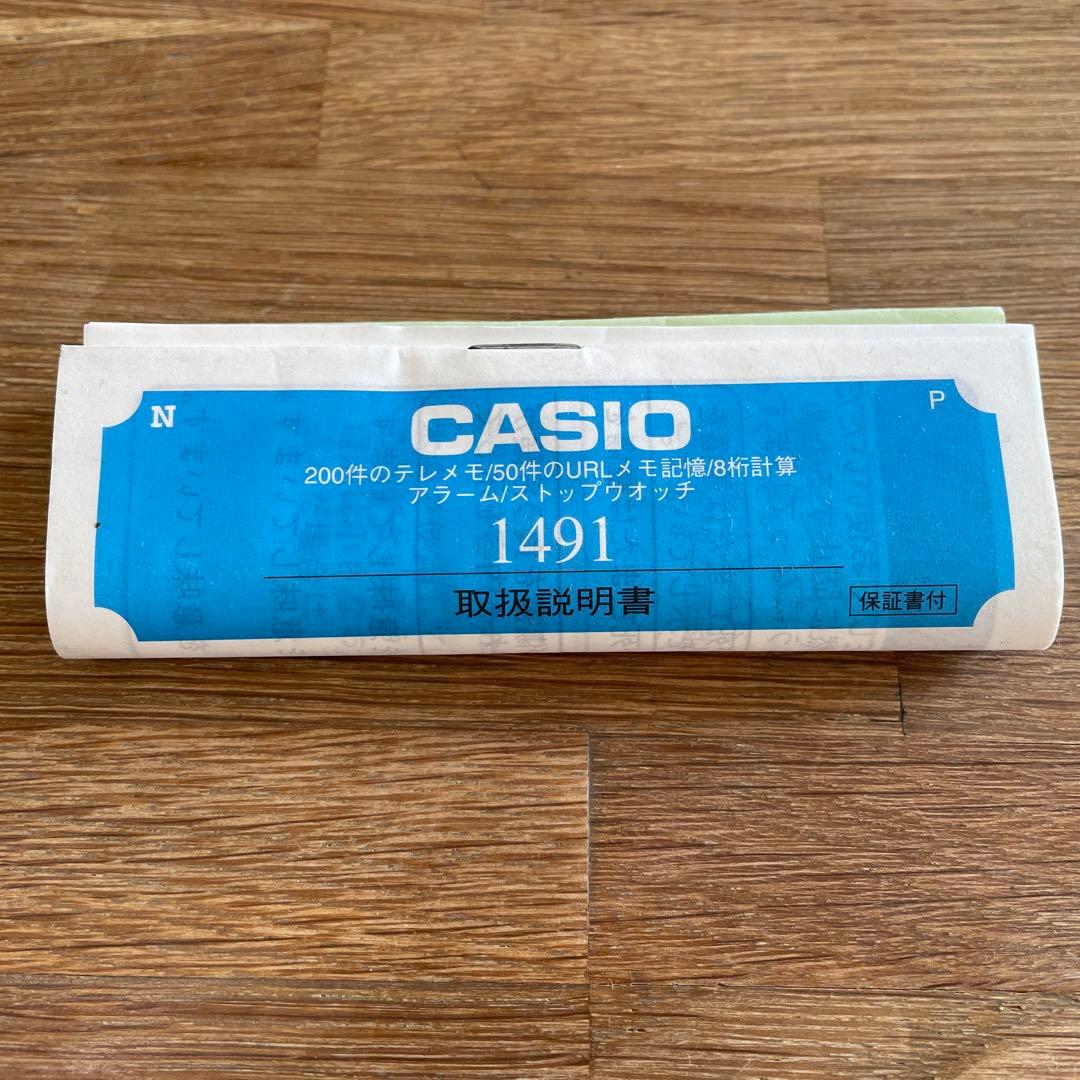 N
P
CASIO
200件のテレメモ/50件のURLメモ記憶/8桁計算
アラーム/ストップウオッチ
1491
取扱説明書
保証書付